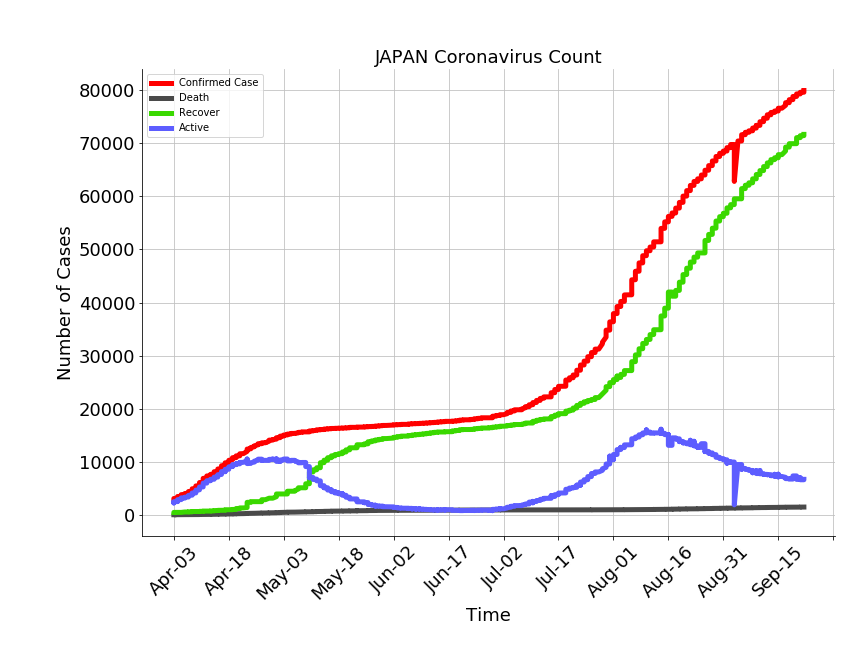 JAPAN Coronavirus Count
Confirmed Case
Death
Recover
Active
Number of Cases
80000
70000
60000
50000
40000
30000
20000
10000
0
Apr-03
Apr-18
May-03
May-18
Jun-02
Jun-17
Jul-02
Jul-17
Aug-01
Aug-16
Aug-31
Sep-15
Time